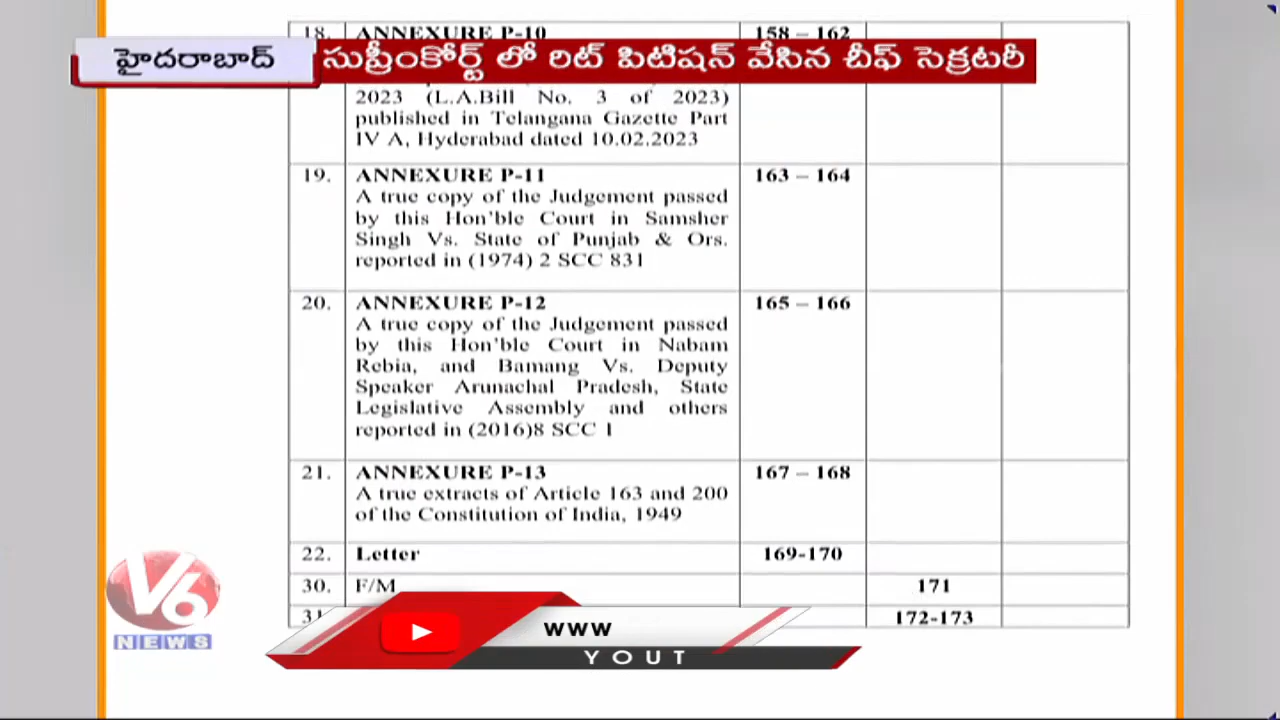 18. ANNEXURE P-10 158 – 162
హైదరాబాద్ సుప్రీంకోర్ట్ లో రిట్ పిటిషన్ వేసిన చీఫ్ సెక్రటరీ
2023 (L.A.Bill No. 3 of 2023)
published in Telangana Gazette Part
IV A, Hyderabad dated 10.02.2023
19. ANNEXURE P-11 163 – 164
A true copy of the Judgement passed
by this Hon'ble Court in Samsher
Singh Vs. State of Punjab & Ors.
reported in (1974) 2 SCC 831
20. ANNEXURE P-12 165 – 166
A true copy of the Judgement passed
by this Hon'ble Court in Nabam
Rebia, and Bamang Vs. Deputy
Speaker Arunachal Pradesh, State
Legislative Assembly and others
reported in (2016)8 SCC 1
21. ANNEXURE P-13 167 – 168
A true extracts of Article 163 and 200
of the Constitution of India, 1949
22. Letter 169-170
30. F/M 171
31 172-173
V6
NEWS
www
YOUT